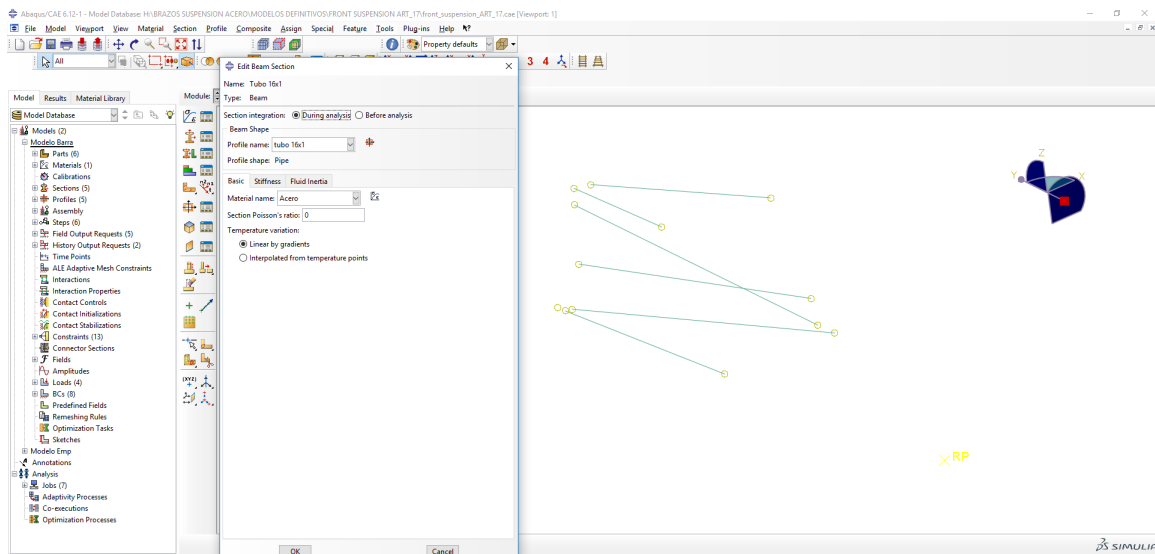 Abaqus/CAE 6.12-1 - Model Database: H:\BRAZOS SUSPENSION ACERO\MODELOS DEFINITIVOS\FRONT SUSPENSION ART_17\front_suspension_ART_17.cae [Viewport: 1]
File Model Viewport View Material Section Profile Composite Assign Special Feature Tools Plug-ins Help
Property defaults
All
3 4
Model Results Material Library
Module:
Model Database
Models (2)
Modelo Barra
Parts (6)
Materials (1)
Calibrations
Sections (5)
Profiles (5)
Assembly
Steps (6)
Field Output Requests (5)
History Output Requests (2)
Time Points
ALE Adaptive Mesh Constraints
Interactions
Interaction Properties
Contact Controls
Contact Initializations
Contact Stabilizations
Constraints (13)
Connector Sections
Fields
Amplitudes
Loads (4)
BCs (8)
Predefined Fields
Remeshing Rules
Optimization Tasks
Sketches
Modelo Emp
Annotations
Analysis
Jobs (7)
Adaptivity Processes
Co-executions
Optimization Processes
Edit Beam Section
Name: Tubo 16x1
Type: Beam
Section integration: During analysis Before analysis
Beam Shape
Profile name: tubo 16x1
Profile shape: Pipe
Basic Stiffness Fluid Inertia
Material name: Acero
Section Poisson's ratio: 0
Temperature variation:
Linear by gradients
Interpolated from temperature points
OK Cancel
(XYZ)
Z
Y X
RP
SIMULIA